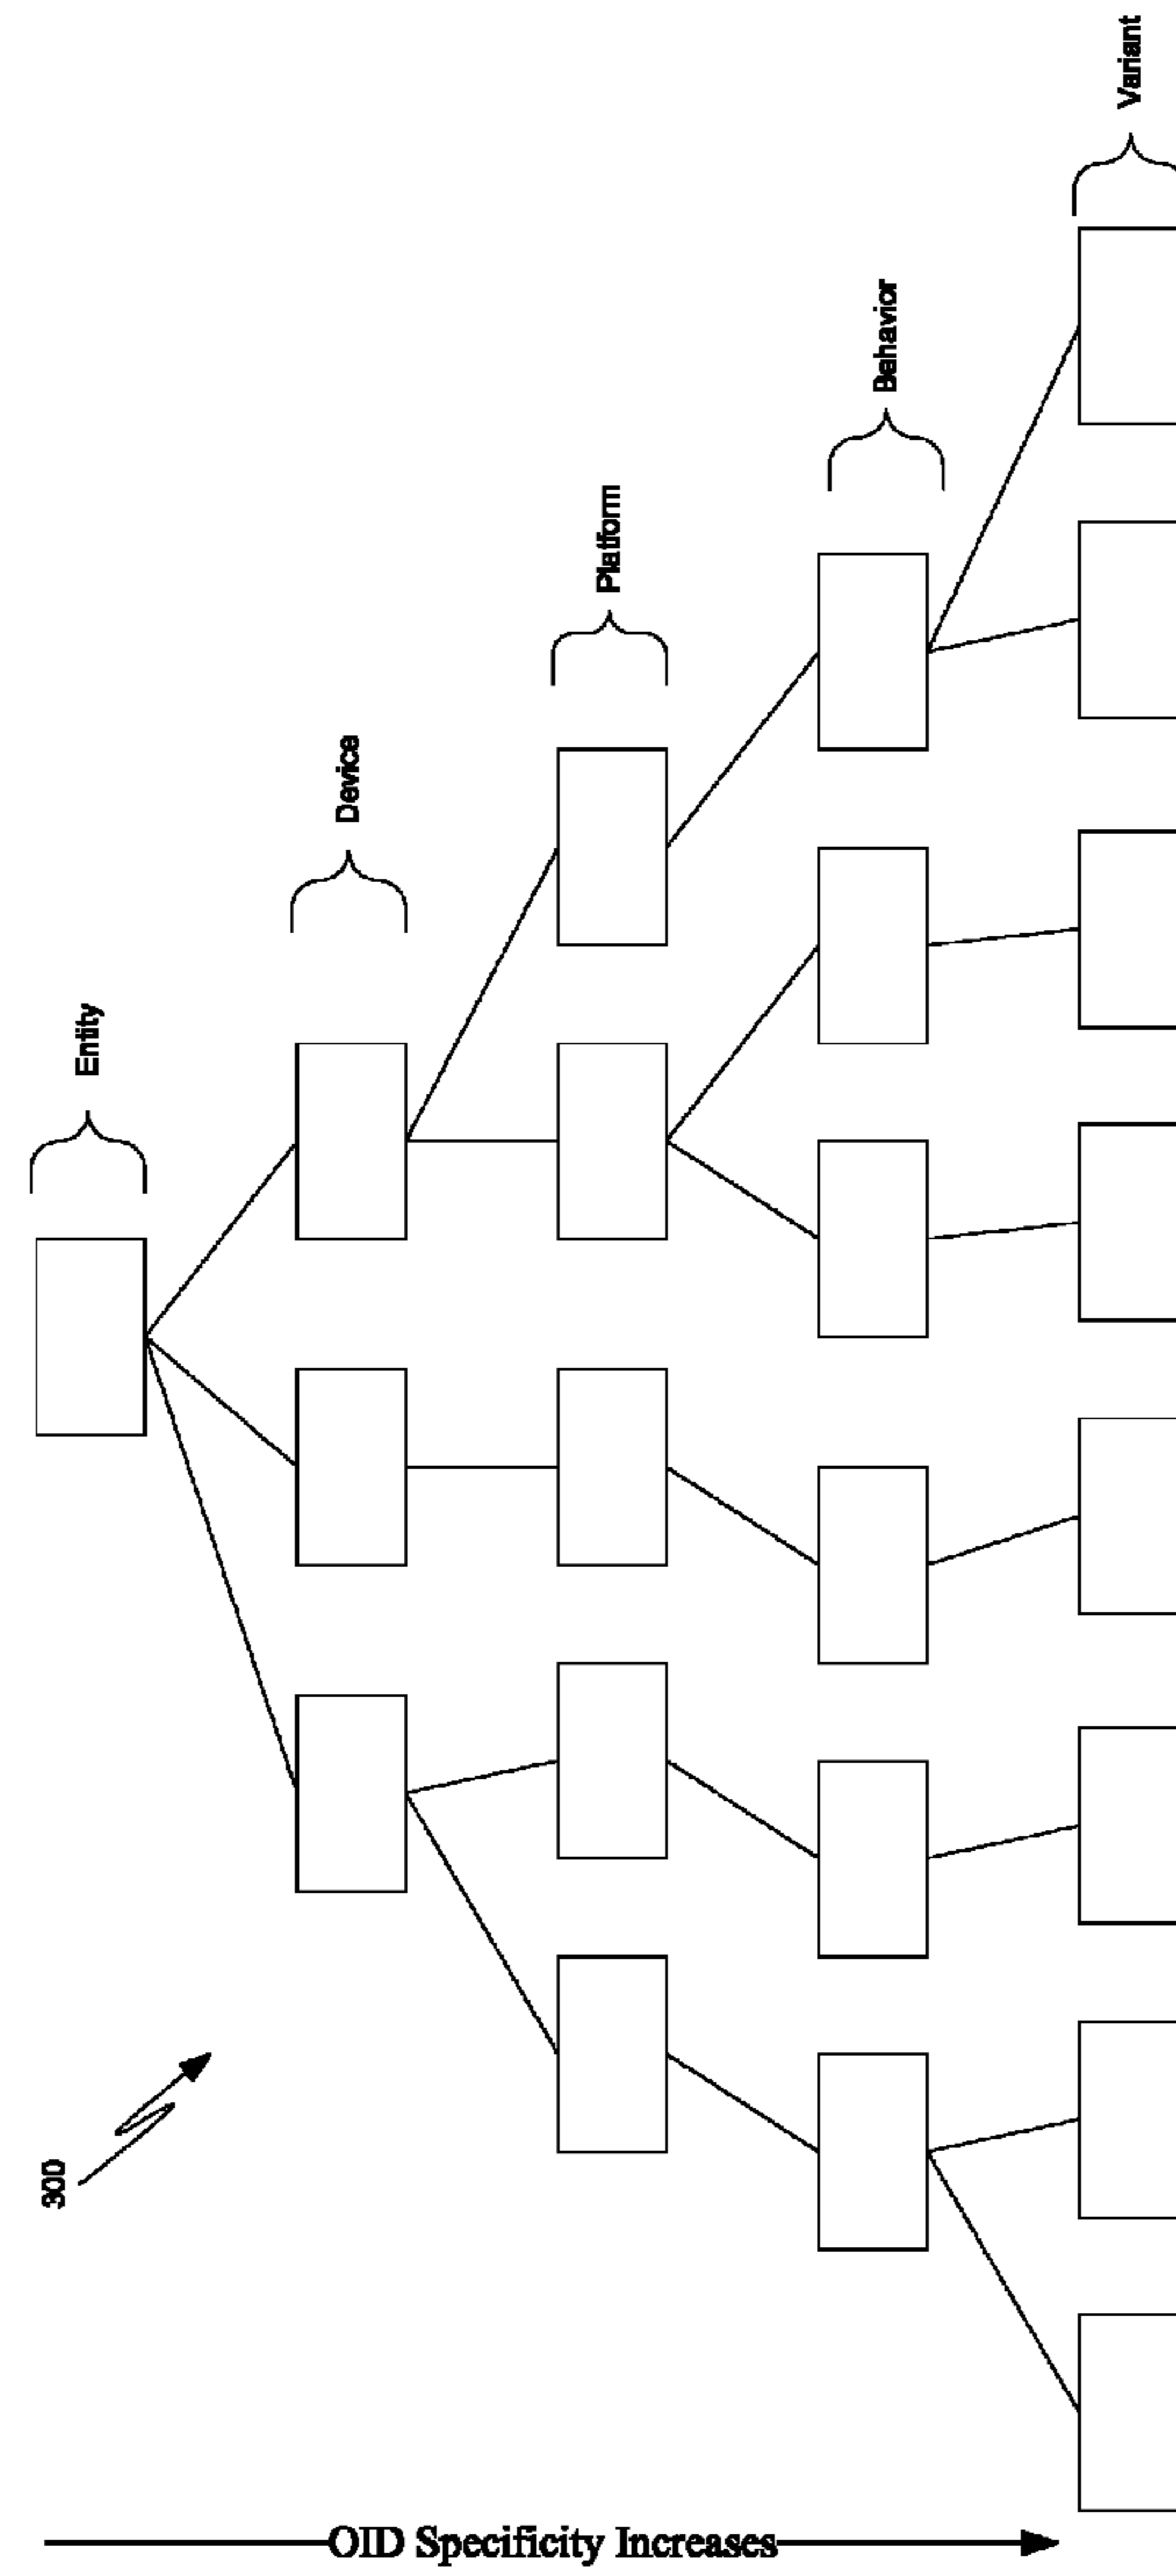 300
Entity
Device
Platform
Behavior
Variant
OID Specificity Increases